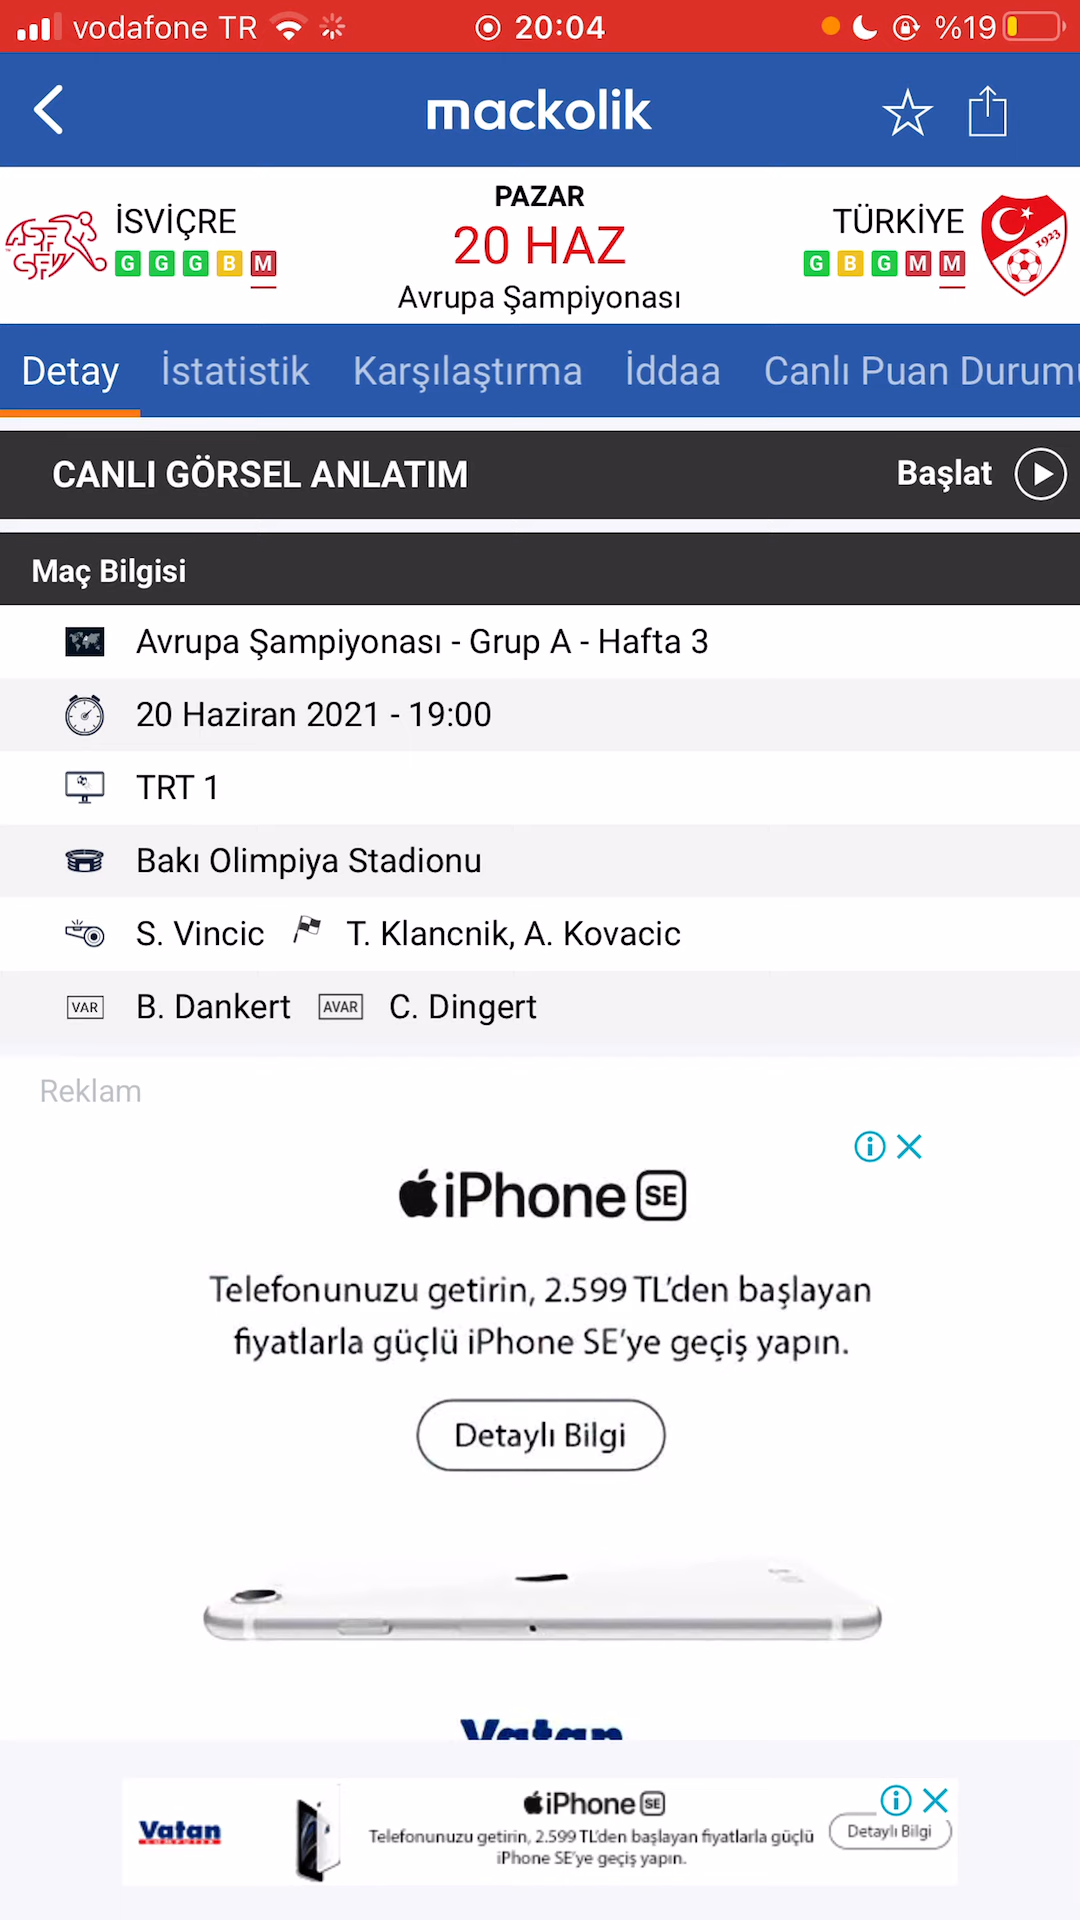 vodafone TR 20:04 %19
mackolik
PAZAR
İSVİÇRE 20 HAZ TÜRKİYE
G G G B M G B G M M
1923
Avrupa Şampiyonası
Detay İstatistik Karşılaştırma İddaa Canlı Puan Durumu
CANLI GÖRSEL ANLATIM Başlat
Maç Bilgisi
Avrupa Şampiyonası - Grup A - Hafta 3
20 Haziran 2021 - 19:00
TRT 1
Bakı Olimpiya Stadionu
S. Vincic T. Klancnik, A. Kovacic
VAR B. Dankert AVAR C. Dingert
Reklam
iPhone SE
Telefonunuzu getirin, 2.599 TL'den başlayan
fiyatlarla güçlü iPhone SE'ye geçiş yapın.
Detaylı Bilgi
Vatan
Vatan
COMPUTER
iPhone SE
Telefonunuzu getirin, 2.599 TL'den başlayan fiyatlarla güçlü
iPhone SE'ye geçiş yapın.
Detaylı Bilgi